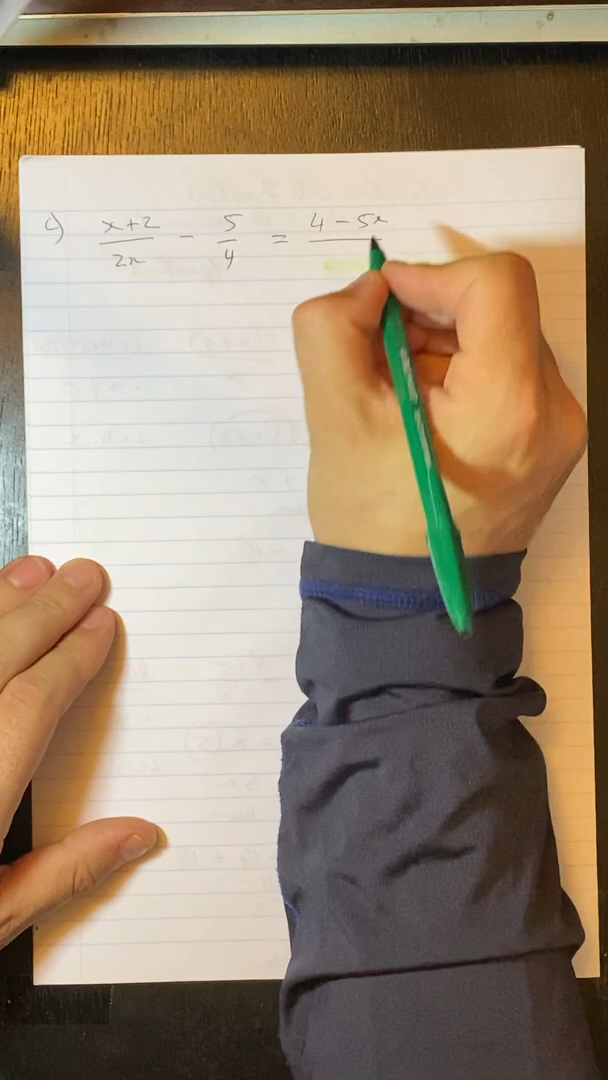 c) x+2/2x - 5/4 = 4-5x/